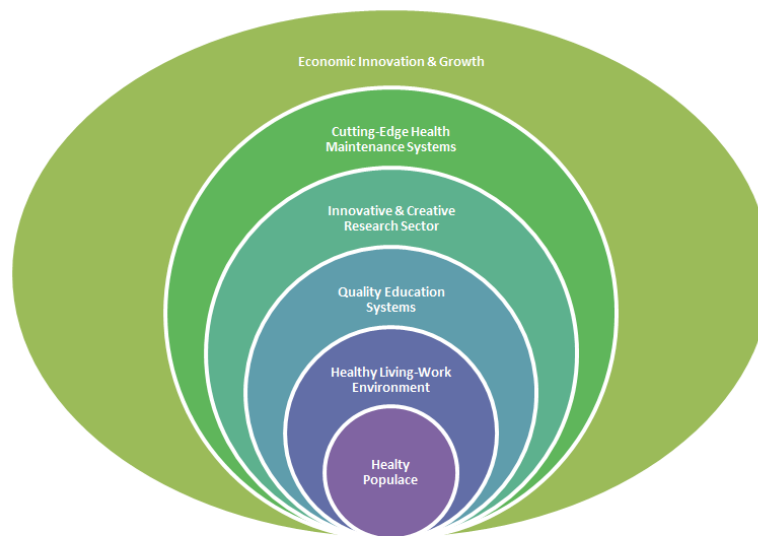 Economic Innovation & Growth
Cutting-Edge Health
Maintenance Systems
Innovative & Creative
Research Sector
Quality Education
Systems
Healthy Living-Work
Environment
Healty
Populace